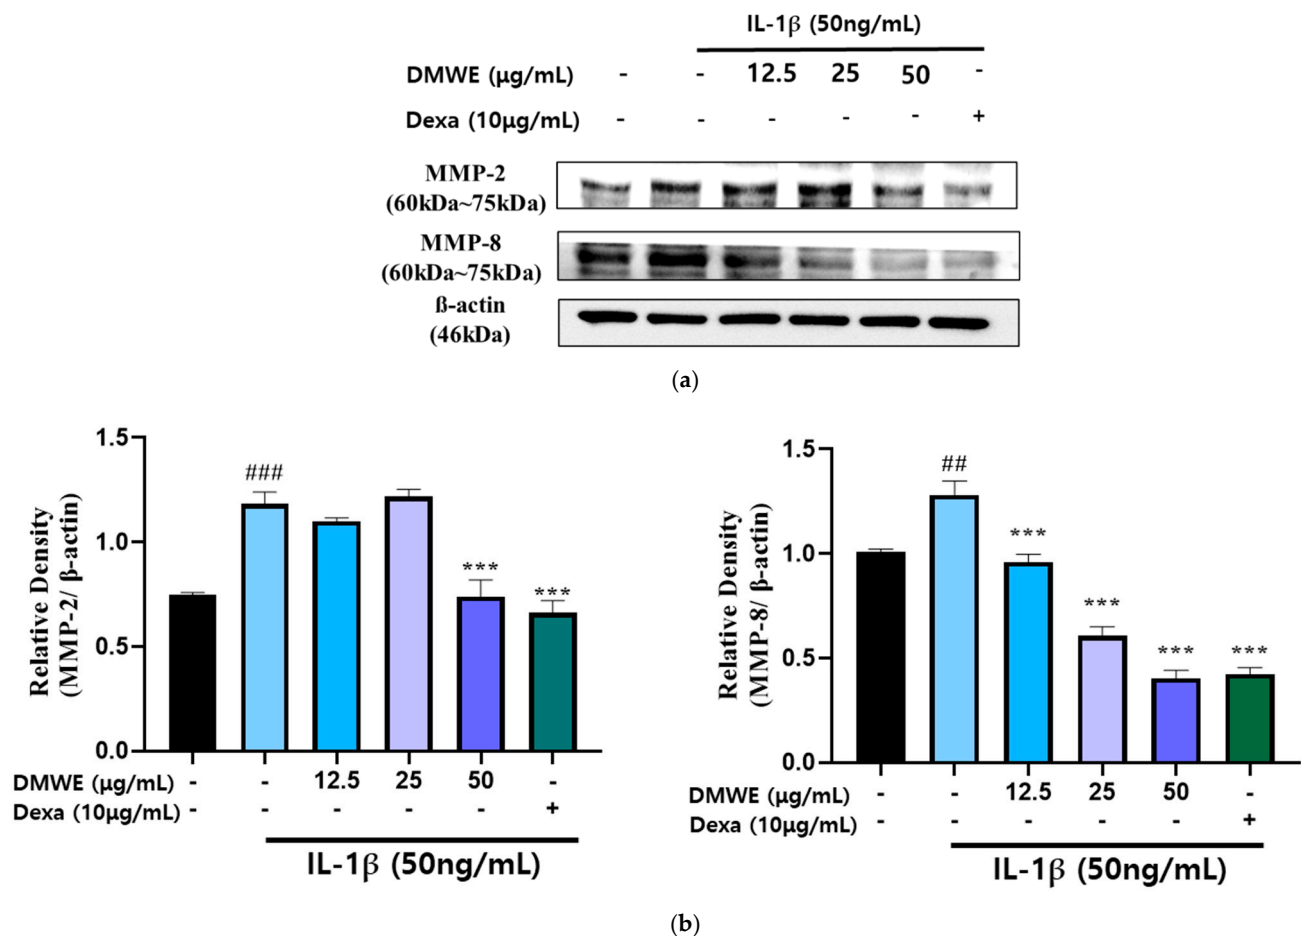 IL-1β (50ng/mL)
DMWE (μg/mL) - - 12.5 25 50 -
Dexa (10μg/mL) - - - - - +
MMP-2
(60kDa~75kDa)
MMP-8
(60kDa~75kDa)
ß-actin
(46kDa)
(a)
Relative Density
(MMP-2/ β-actin)
1.5
1.0
0.5
0.0
###
***
***
DMWE (μg/mL) - - 12.5 25 50 -
Dexa (10μg/mL) - - - - - +
IL-1β (50ng/mL)
Relative Density
(MMP-8/ β-actin)
1.5
1.0
0.5
0.0
##
***
***
***
***
DMWE (μg/mL) - - 12.5 25 50 -
Dexa (10μg/mL) - - - - - +
IL-1β (50ng/mL)
(b)